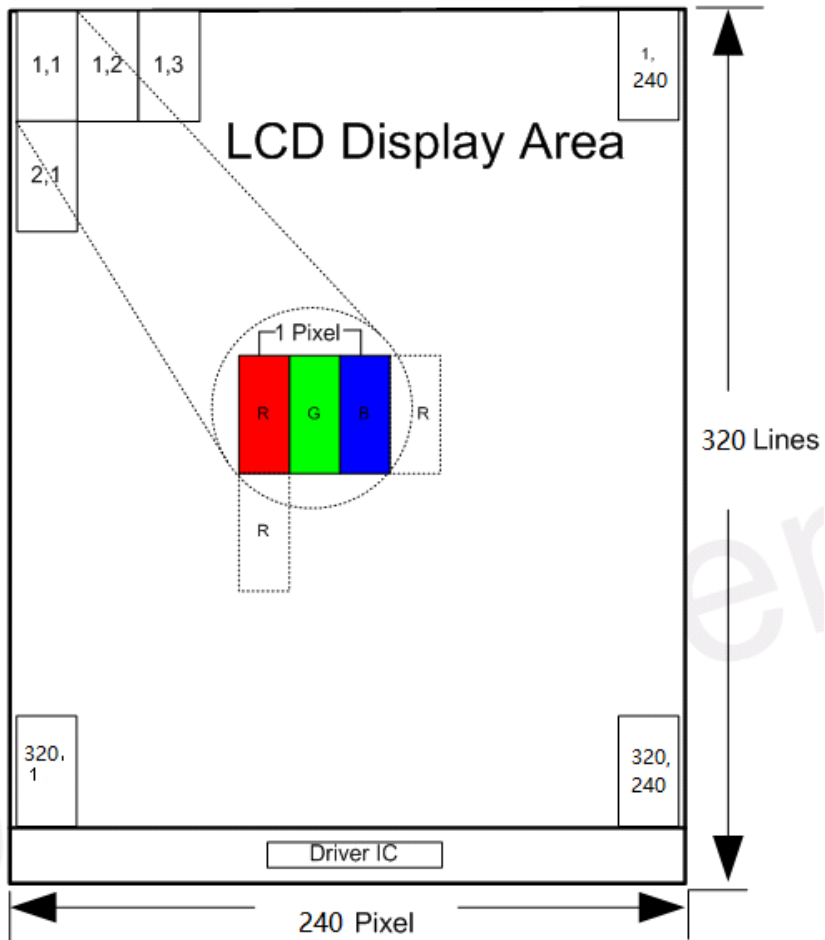 1,1
1,2
1,3
1,
240
LCD Display Area
2,1
1 Pixel
R
G
B
R
320 Lines
R
320,
1
320,
240
Driver IC
240 Pixel